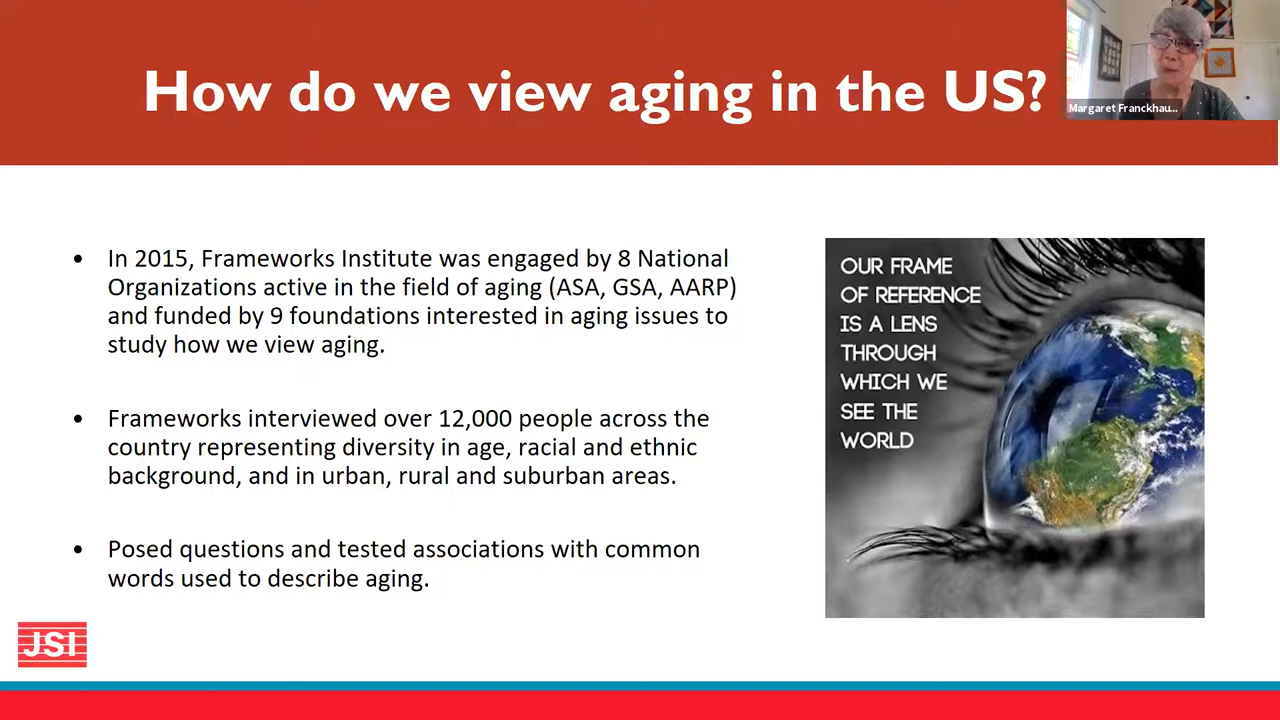 How do we view aging in the US?
Margaret Franckhau...
• In 2015, Frameworks Institute was engaged by 8 National
Organizations active in the field of aging (ASA, GSA, AARP)
and funded by 9 foundations interested in aging issues to
study how we view aging.
• Frameworks interviewed over 12,000 people across the
country representing diversity in age, racial and ethnic
background, and in urban, rural and suburban areas.
• Posed questions and tested associations with common
words used to describe aging.
OUR FRAME
OF REFERENCE
IS A LENS
THROUGH
WHICH WE
SEE THE
WORLD
JSI